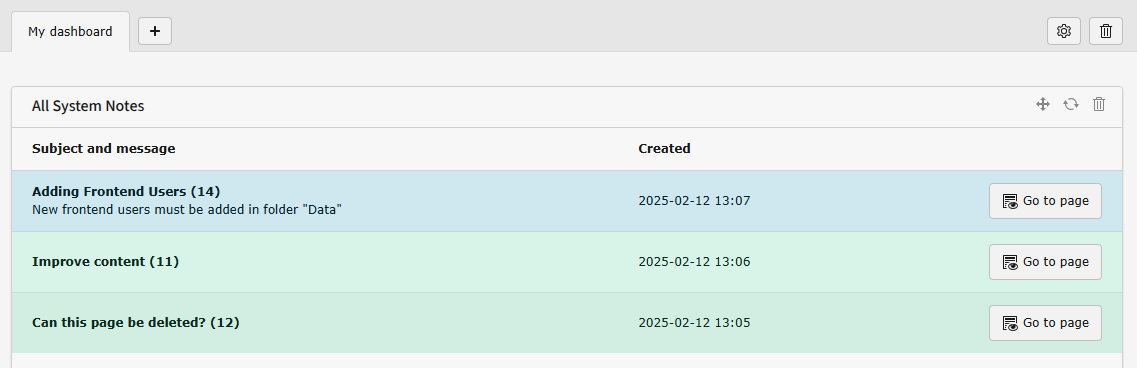 My dashboard
All System Notes
Subject and message Created
Adding Frontend Users (14)
New frontend users must be added in folder "Data"
2025-02-12 13:07
Go to page
Improve content (11)
2025-02-12 13:06
Go to page
Can this page be deleted? (12)
2025-02-12 13:05
Go to page